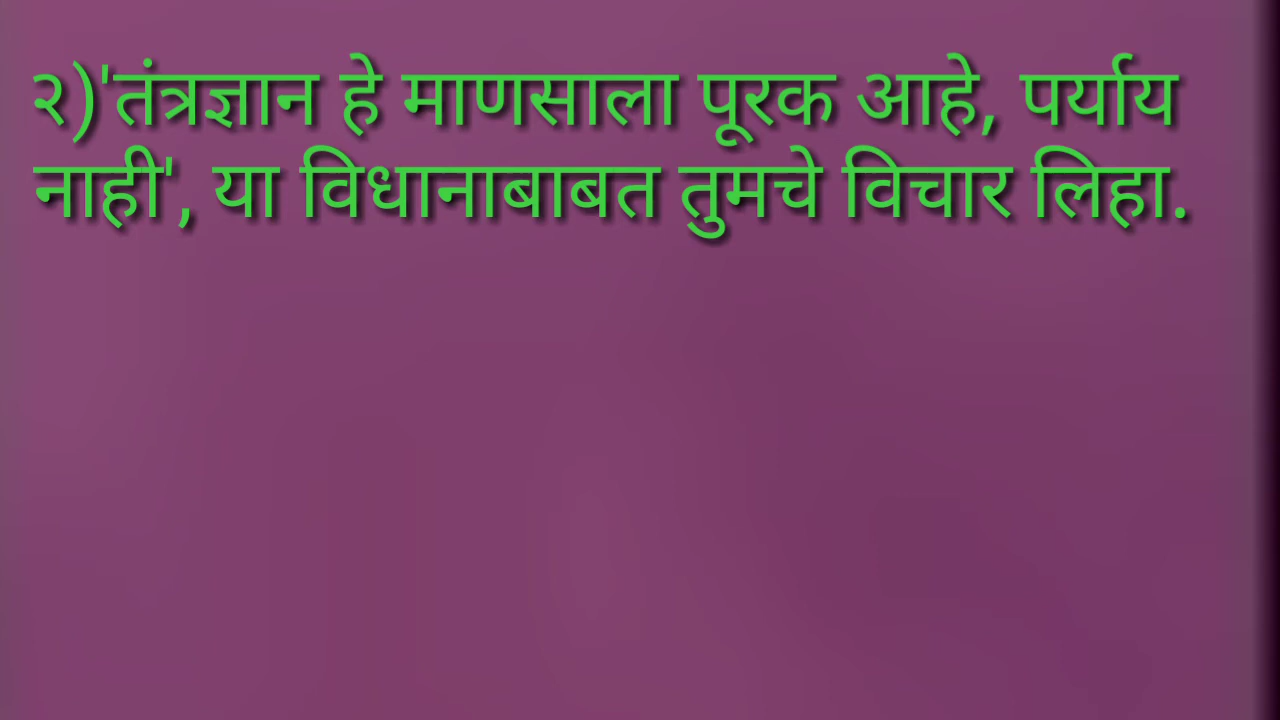 २)'तंत्रज्ञान हे माणसाला पूरक आहे, पर्याय
नाही', या विधानाबाबत तुमचे विचार लिहा.